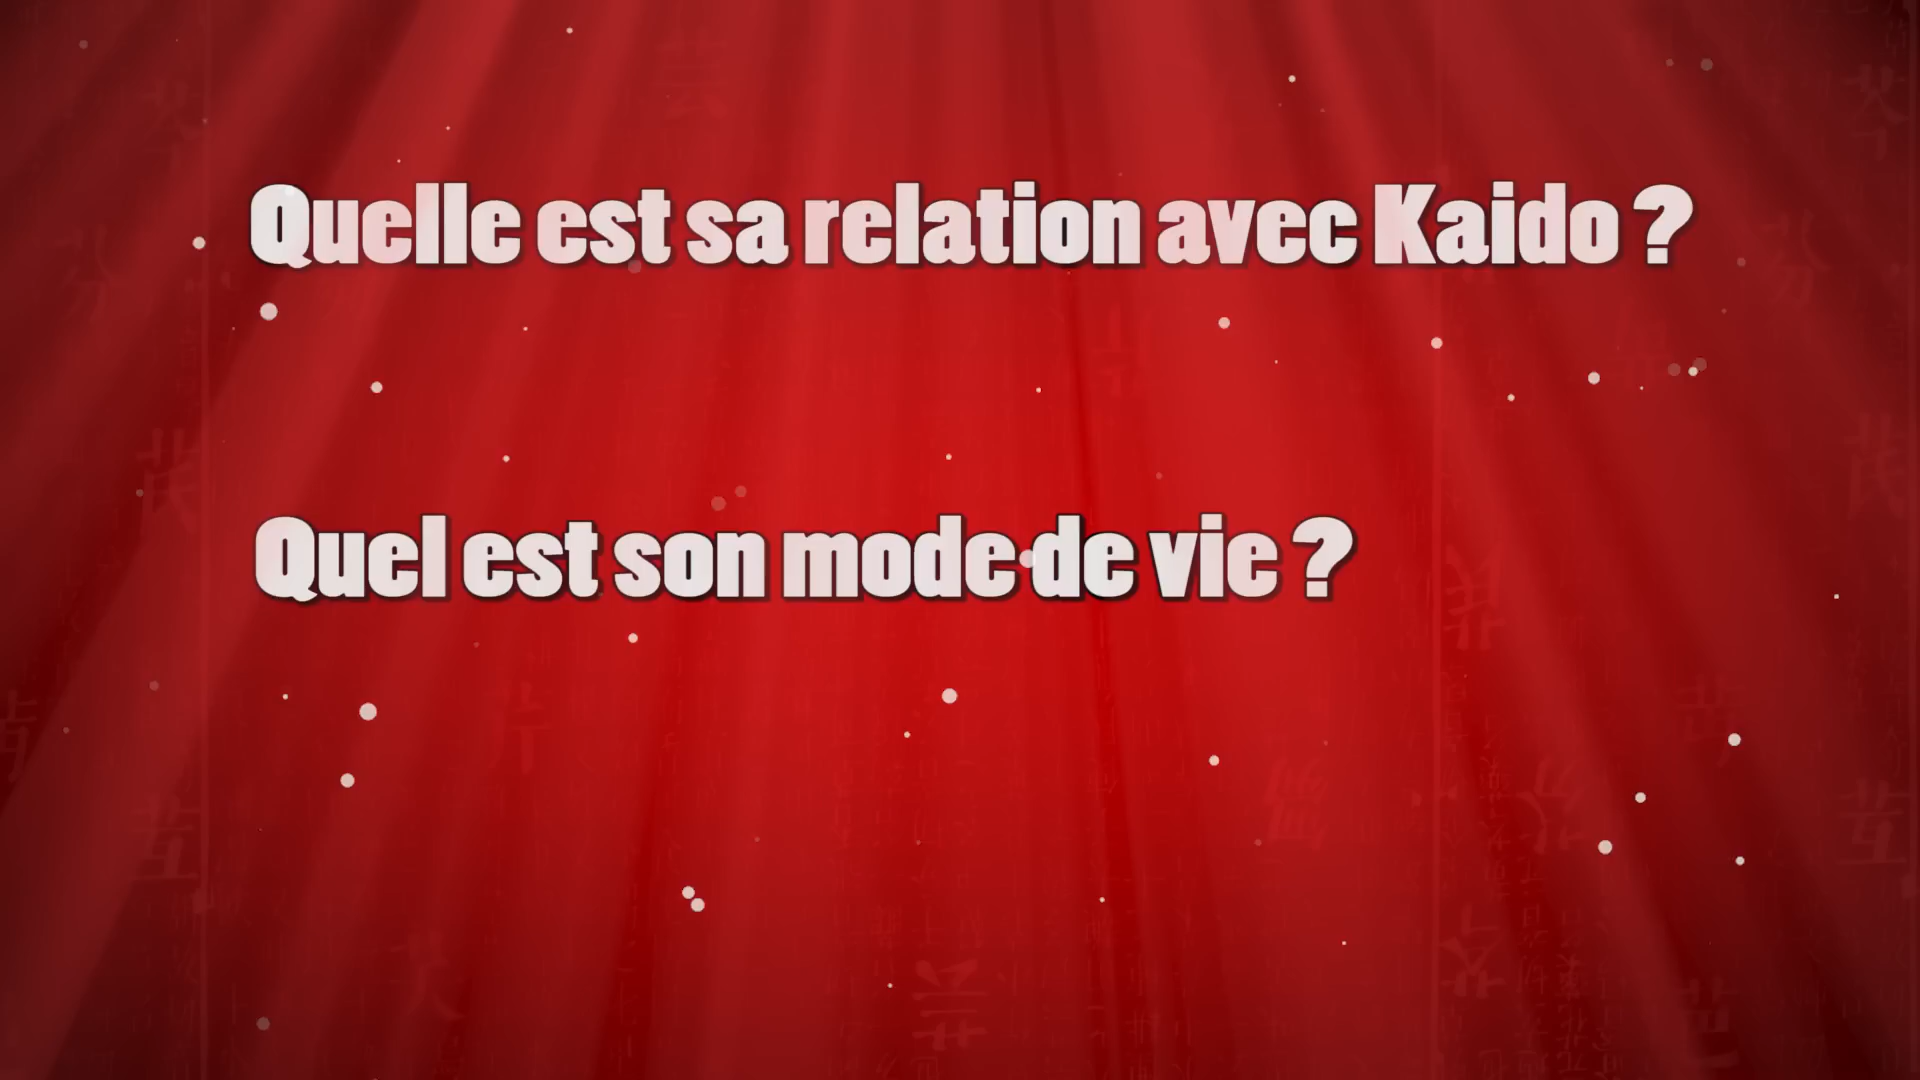 Quelle est sa relation avec Kaido ?
Quel est son mode de vie ?